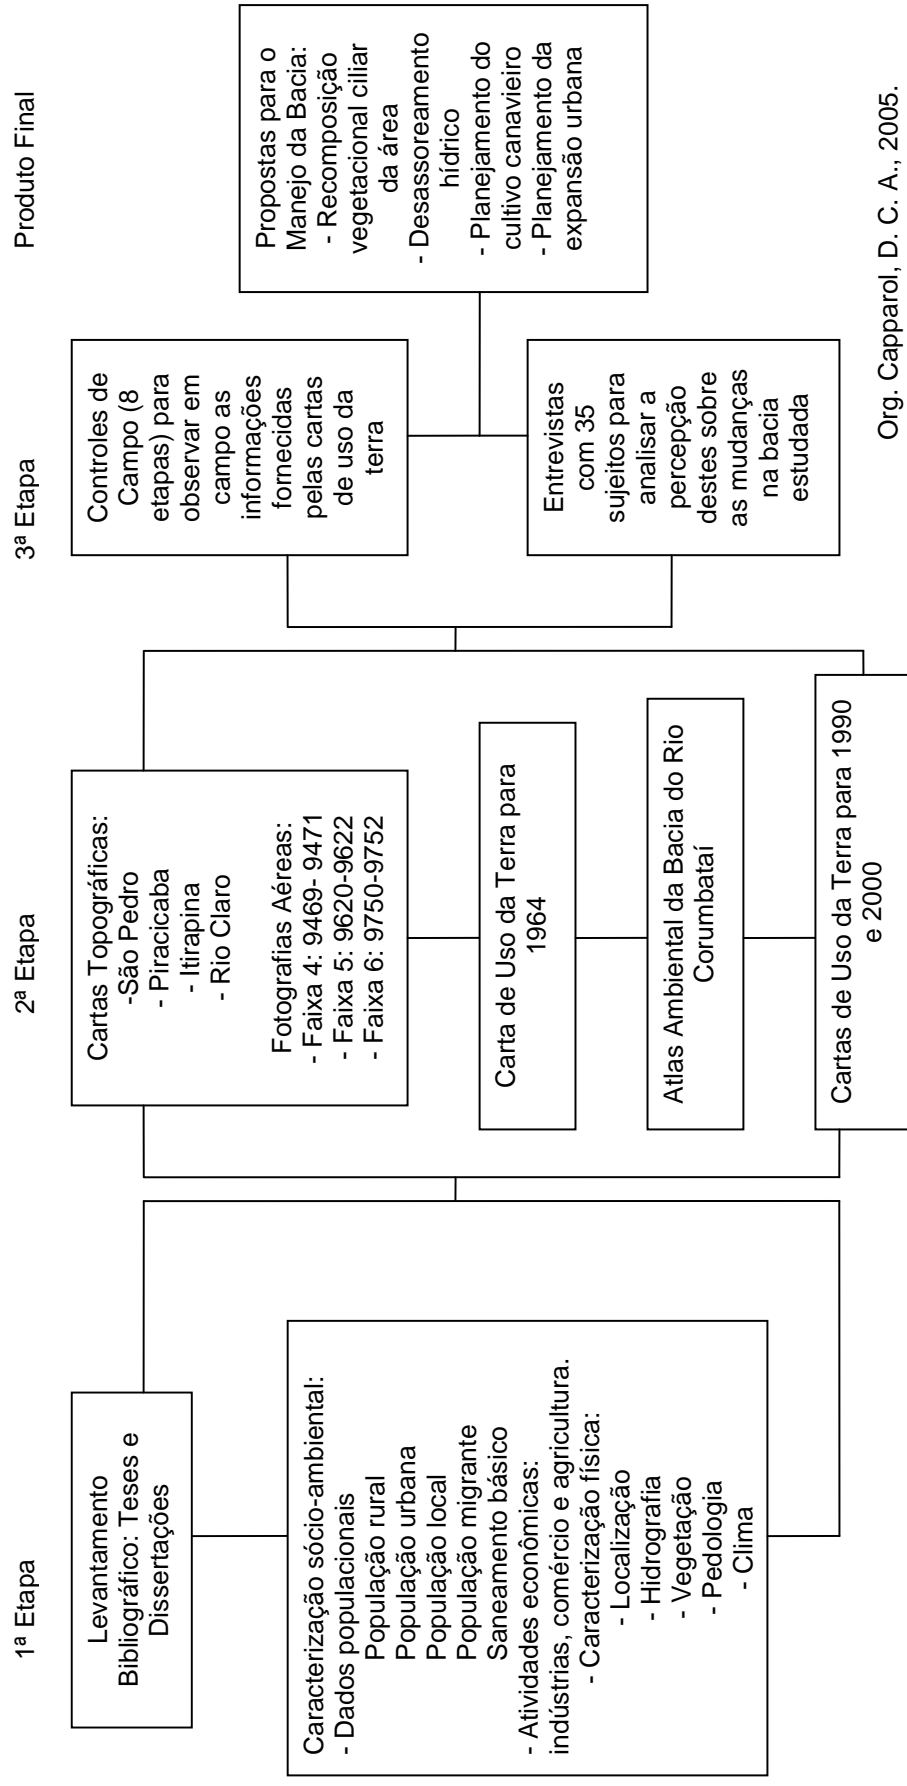 1ª Etapa
Levantamento
Bibliográfico: Teses e
Dissertações
Caracterização sócio-ambiental:
- Dados populacionais
População rural
População urbana
População local
População migrante
Saneamento básico
- Atividades econômicas:
indústrias, comércio e agricultura.
- Caracterização física:
- Localização
- Hidrografia
- Vegetação
- Pedologia
- Clima
2ª Etapa
Cartas Topográficas:
-São Pedro
- Piracicaba
- Itirapina
- Rio Claro
Fotografias Aéreas:
- Faixa 4: 9469- 9471
- Faixa 5: 9620-9622
- Faixa 6: 9750-9752
Carta de Uso da Terra para
1964
Atlas Ambiental da Bacia do Rio
Corumbataí
Cartas de Uso da Terra para 1990
e 2000
3ª Etapa
Controles de
Campo (8
etapas) para
observar em
campo as
informações
fornecidas
pelas cartas
de uso da
terra
Entrevistas
com 35
sujeitos para
analisar a
percepção
destes sobre
as mudanças
na bacia
estudada
Produto Final
Propostas para o
Manejo da Bacia:
- Recomposição
vegetacional ciliar
da área
- Desassoreamento
hídrico
- Planejamento do
cultivo canavieiro
- Planejamento da
expansão urbana
Org. Capparol, D. C. A., 2005.